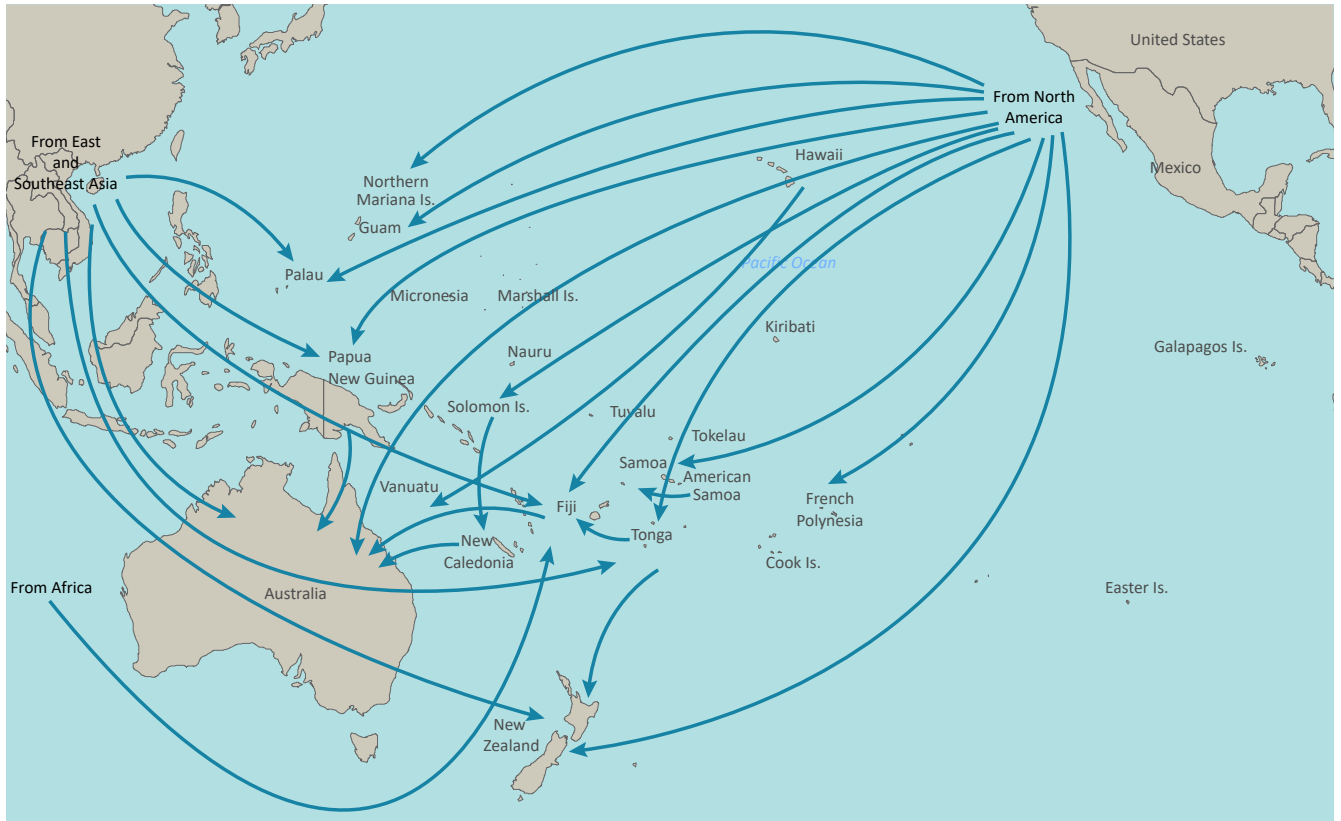 United States
From North
America
From East
and
Southeast Asia
Hawaii
Mexico
Northern
Mariana Is.
Guam
Pacific Ocean
Palau
Micronesia
Marshall Is.
Kiribati
Papua
New Guinea
Nauru
Galapagos Is.
Solomon Is.
Tuvalu
Tokelau
Samoa
American
Samoa
Vanuatu
Fiji
French
Polynesia
Tonga
New
Caledonia
Cook Is.
From Africa
Australia
Easter Is.
New
Zealand